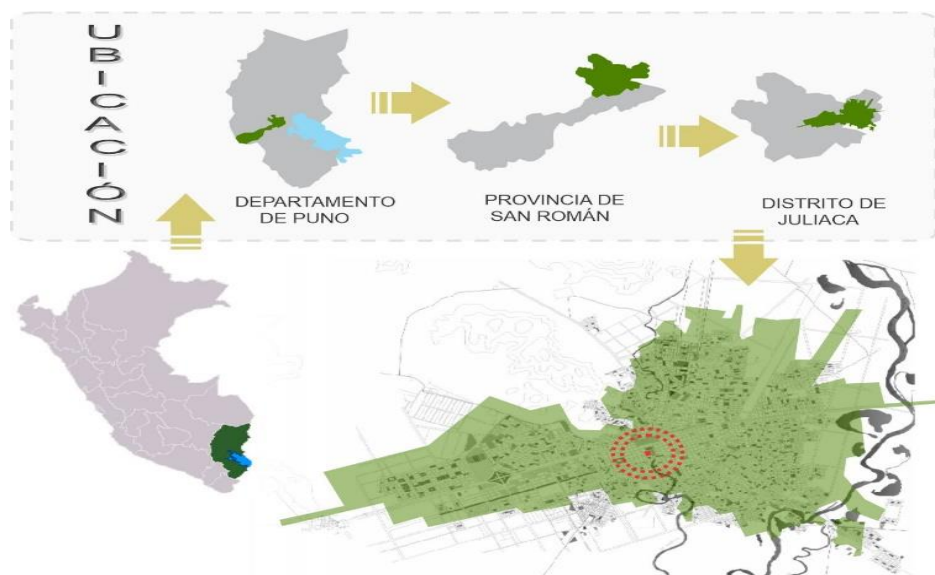 UBICACIÓN
DEPARTAMENTO
DE PUNO
PROVINCIA DE
SAN ROMÁN
DISTRITO DE
JULIACA